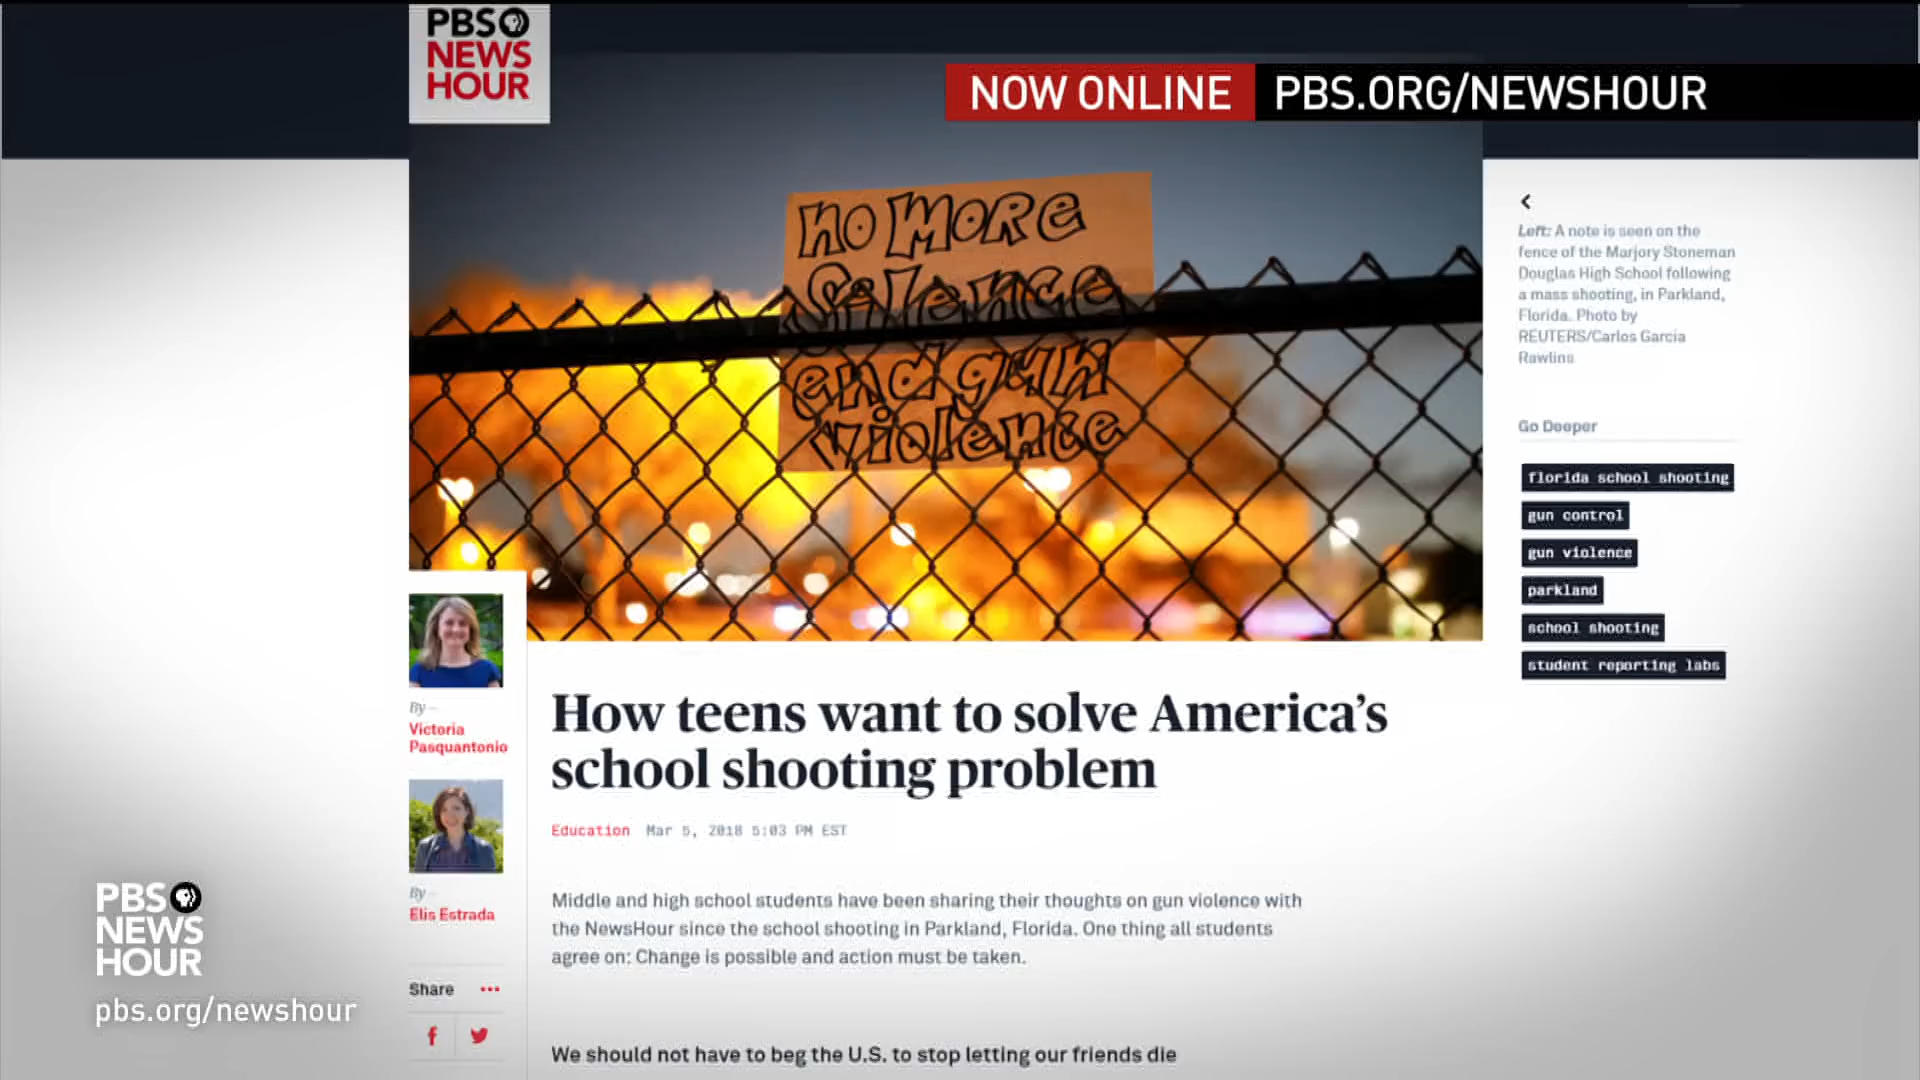 PBS
NEWS
HOUR
NOW ONLINE PBS.ORG/NEWSHOUR
no more
silence
end gun
violence
Left: A note is seen on the
fence of the Marjory Stoneman
Douglas High School following
a mass shooting, in Parkland,
Florida. Photo by
REUTERS/Carlos Garcia
Rawlins
Go Deeper
florida school shooting
gun control
gun violence
parkland
school shooting
student reporting labs
By —
Victoria
Pasquantonio
By —
Elis Estrada
Share
How teens want to solve America’s
school shooting problem
Education Mar 5, 2018 5:03 PM EST
Middle and high school students have been sharing their thoughts on gun violence with
the NewsHour since the school shooting in Parkland, Florida. One thing all students
agree on: Change is possible and action must be taken.
We should not have to beg the U.S. to stop letting our friends die
PBS
NEWS
HOUR
pbs.org/newshour